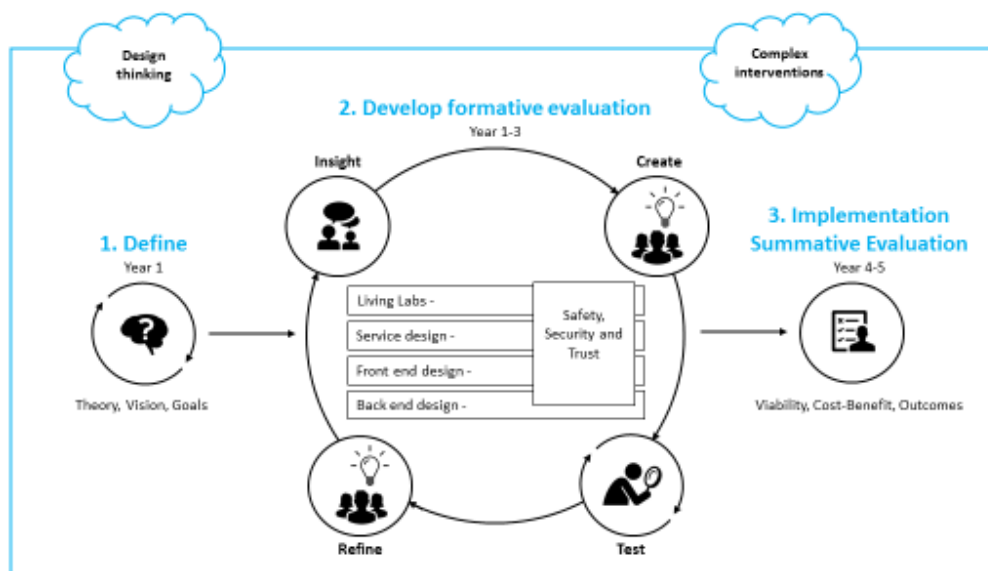 Design
thinking
Complex
interventions
2. Develop formative evaluation
Year 1-3
Insight
Create
1. Define
Year 1
3. Implementation
Summative Evaluation
Year 4-5
Living Labs -
Service design -
Front end design -
Back end design -
Safety,
Security and
Trust
?
Theory, Vision, Goals
Viability, Cost-Benefit, Outcomes
Refine
Test